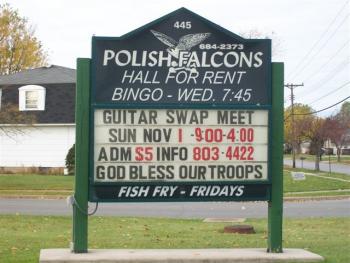 445
POLISH FALCONS
684-2373
HALL FOR RENT
BINGO - WED. 7:45
GUITAR SWAP MEET
SUN NOV 1 - 9:00-4:00
ADM $5 INFO 803-4422
GOD BLESS OUR TROOPS
FISH FRY - FRIDAYS